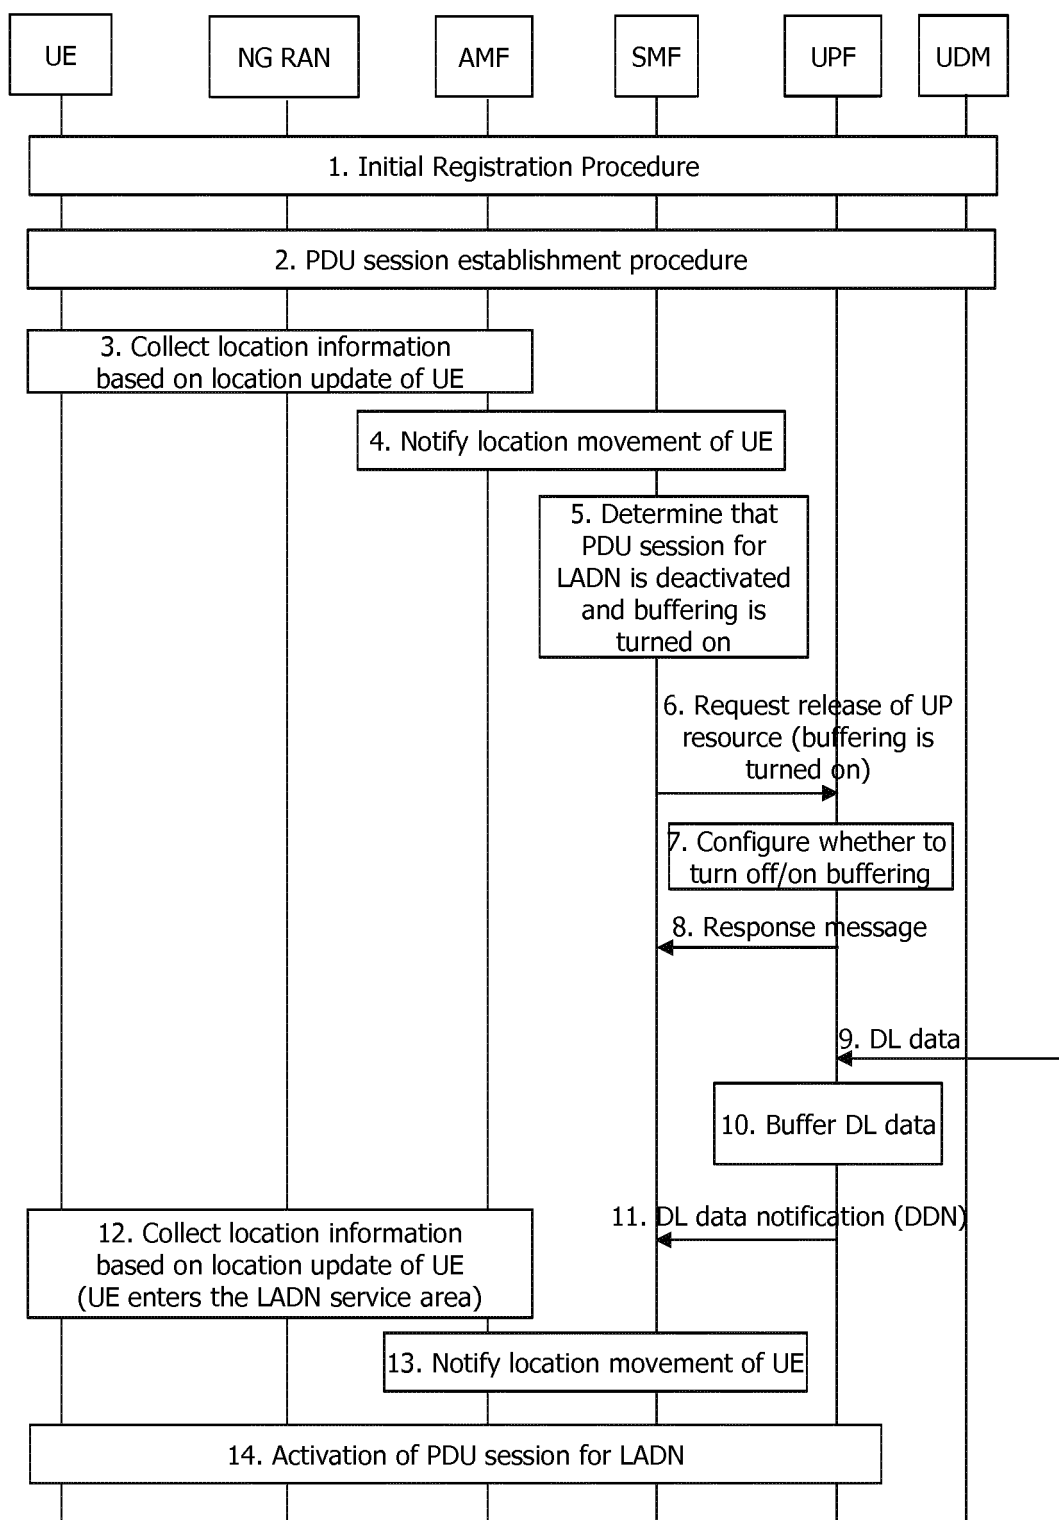 UE
NG RAN
AMF
SMF
UPF
UDM
1. Initial Registration Procedure
2. PDU session establishment procedure
3. Collect location information
based on location update of UE
4. Notify location movement of UE
5. Determine that
PDU session for
LADN is deactivated
and buffering is
turned on
6. Request release of UP
resource (buffering is
turned on)
7. Configure whether to
turn off/on buffering
8. Response message
9. DL data
10. Buffer DL data
11. DL data notification (DDN)
12. Collect location information
based on location update of UE
(UE enters the LADN service area)
13. Notify location movement of UE
14. Activation of PDU session for LADN